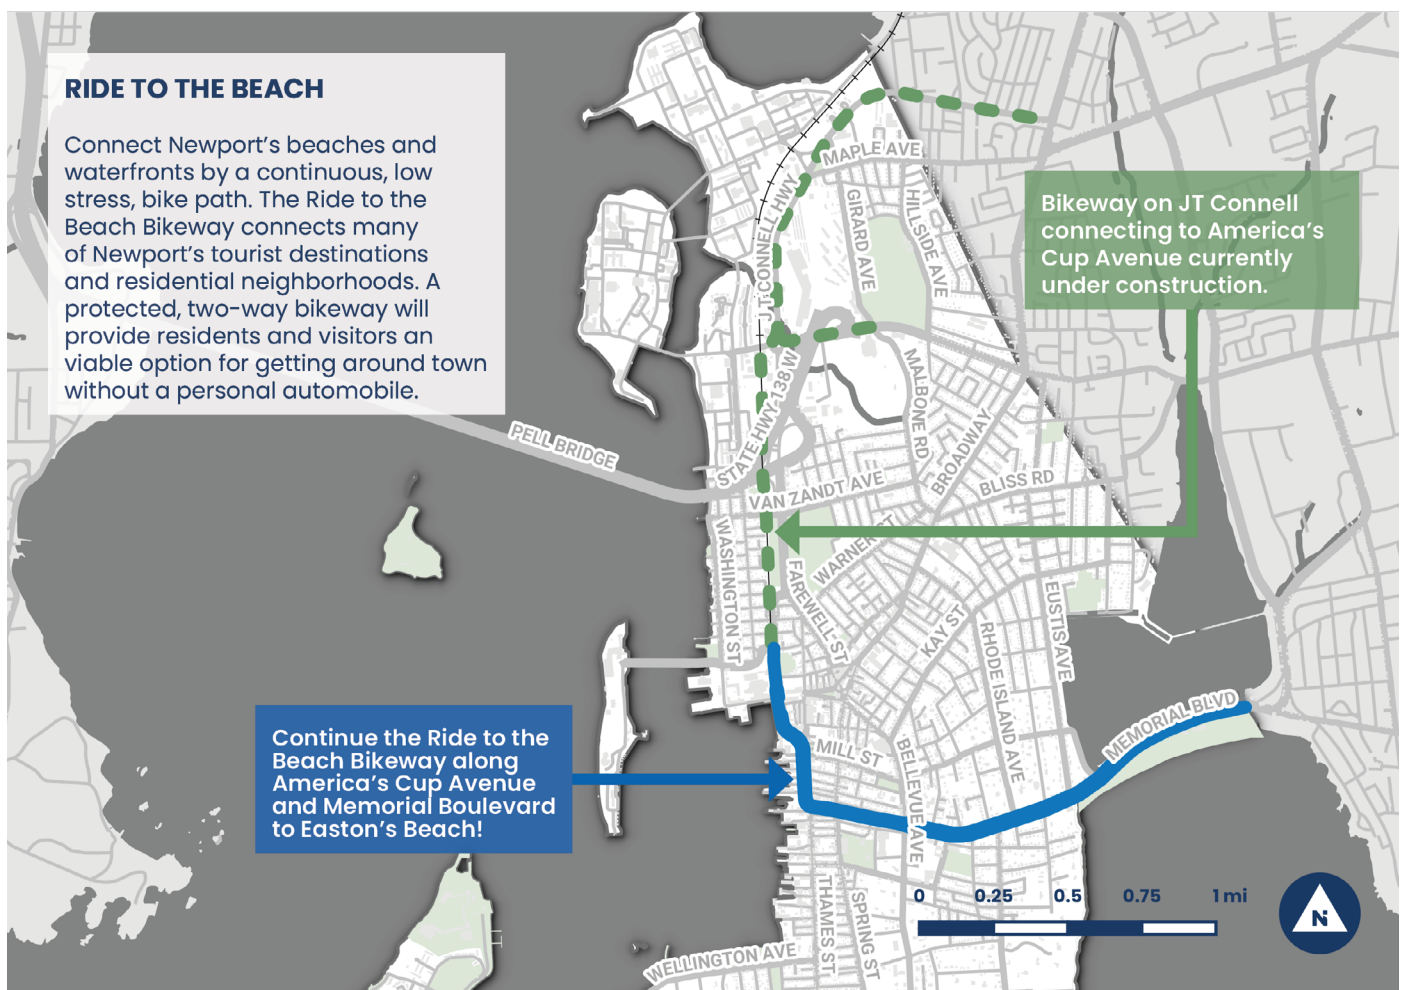 RIDE TO THE BEACH
Connect Newport's beaches and
waterfronts by a continuous, low
stress, bike path. The Ride to the
Beach Bikeway connects many
of Newport's tourist destinations
and residential neighborhoods. A
protected, two-way bikeway will
provide residents and visitors an
viable option for getting around town
without a personal automobile.
Bikeway on JT Connell
connecting to America's
Cup Avenue currently
under construction.
MAPLE AVE
J T CONNELL HWY
GIRARD AVE
HILLSIDE AVE
STATE HWY 138 W
MALBONE RD
BROADWAY
PELL BRIDGE
VAN ZANDT AVE
BLISS RD
WASHINGTON ST
FAREWELL ST
WARNER ST
KAY ST
EUSTIS AVE
RHODE ISLAND AVE
MEMORIAL BLVD
MILL ST
BELLEVUE AVE
Continue the Ride to the
Beach Bikeway along
America's Cup Avenue
and Memorial Boulevard
to Easton's Beach!
THAMES ST
SPRING ST
WELLINGTON AVE
0 0.25 0.5 0.75 1 mi
N